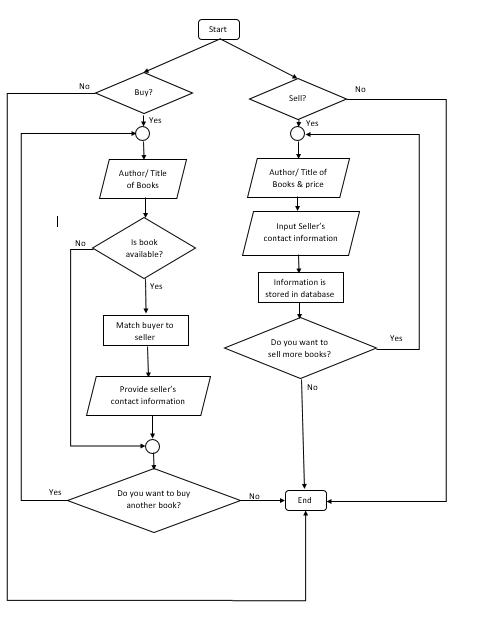 Start
No
Buy?
Yes
Author/ Title
of Books
No
Is book
available?
Yes
Match buyer to
seller
Provide seller's
contact information
Yes
Do you want to buy
another book?
No
No
Sell?
Yes
Author/ Title of
Books & price
Input Seller's
contact information
Information is
stored in database
Do you want to
sell more books?
Yes
No
End